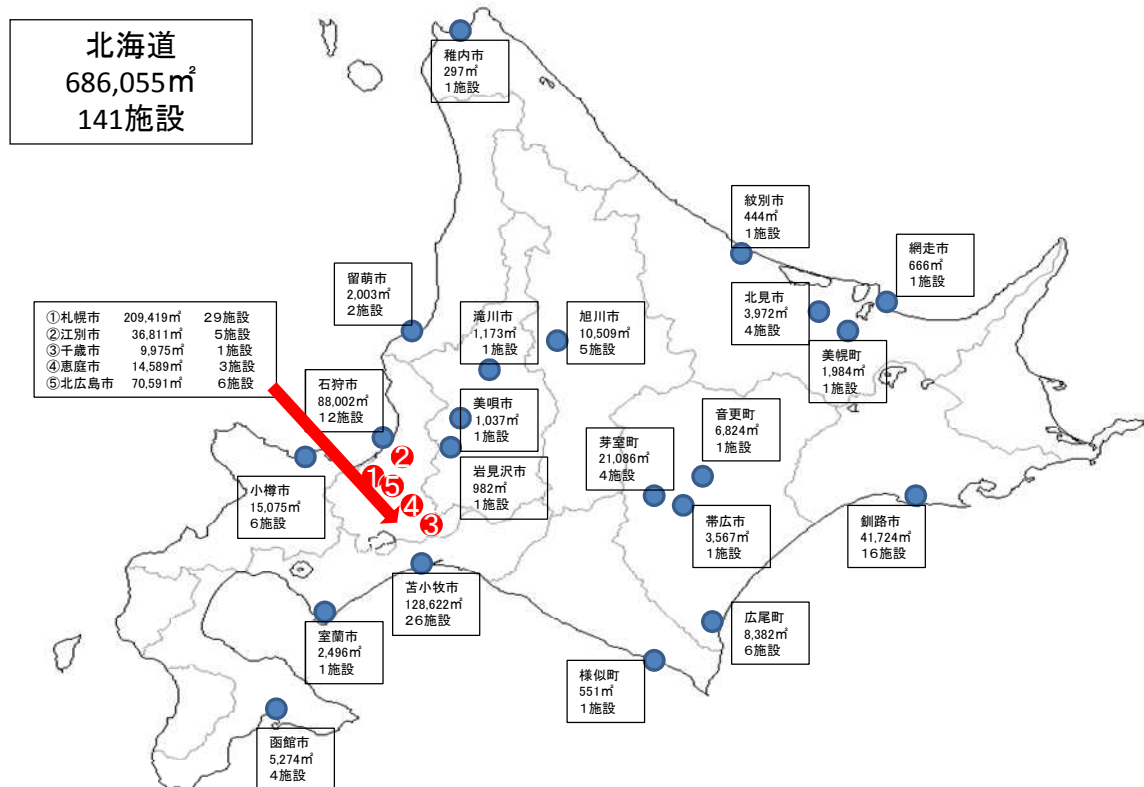 北海道
686,055㎡
141施設
稚内市
297㎡
1施設
紋別市
444㎡
1施設
網走市
666㎡
1施設
留萌市
2,003㎡
2施設
滝川市
1,173㎡
1施設
旭川市
10,509㎡
5施設
北見市
3,972㎡
4施設
美幌町
1,984㎡
1施設
①札幌市 209,419㎡ 29施設
②江別市 36,811㎡ 5施設
③千歳市 9,975㎡ 1施設
④恵庭市 14,589㎡ 3施設
⑤北広島市 70,591㎡ 6施設
石狩市
88,002㎡
12施設
美唄市
1,037㎡
1施設
音更町
6,824㎡
1施設
芽室町
21,086㎡
4施設
岩見沢市
982㎡
1施設
小樽市
15,075㎡
6施設
帯広市
3,567㎡
1施設
釧路市
41,724㎡
16施設
②
①
⑤
④
③
苫小牧市
128,622㎡
26施設
室蘭市
2,496㎡
1施設
広尾町
8,382㎡
6施設
様似町
551㎡
1施設
函館市
5,274㎡
4施設